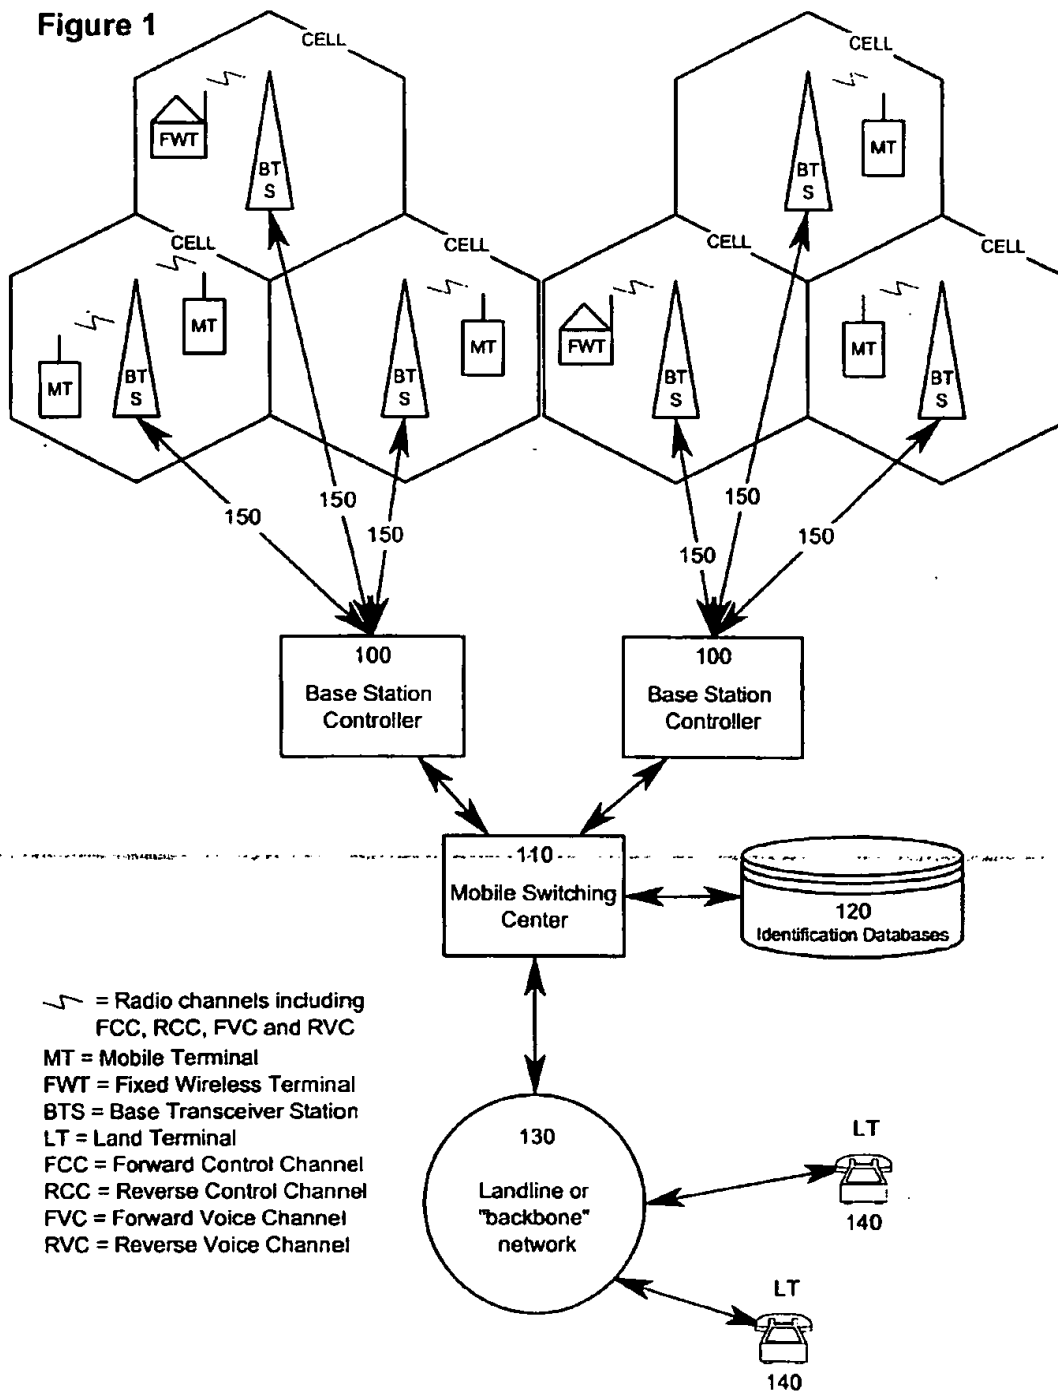 Figure 1
CELL
CELL
FWT
MT
BT
S
BT
S
CELL
CELL
CELL
CELL
MT
MT
FWT
MT
MT
BT
S
BT
S
BT
S
BT
S
150
150
150
150
150
150
100
Base Station
Controller
100
Base Station
Controller
110
Mobile Switching
Center
120
Identification Databases
= Radio channels including
FCC, RCC, FVC and RVC
MT = Mobile Terminal
FWT = Fixed Wireless Terminal
BTS = Base Transceiver Station
LT = Land Terminal
FCC = Forward Control Channel
RCC = Reverse Control Channel
FVC = Forward Voice Channel
RVC = Reverse Voice Channel
130
Landline or
"backbone"
network
LT
140
LT
140